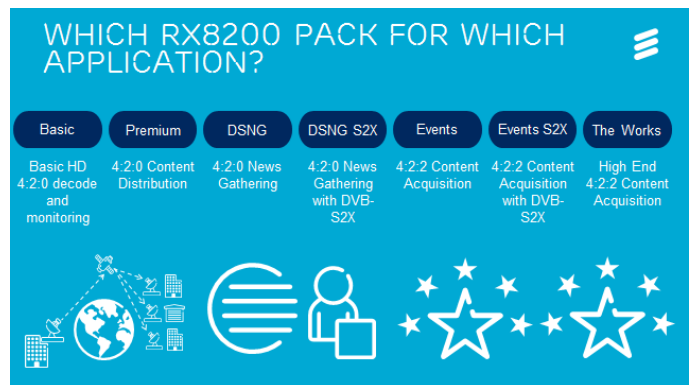 WHICH RX8200 PACK FOR WHICH
APPLICATION?
Basic
Premium
DSNG
DSNG S2X
Events
Events S2X
The Works
Basic HD
4:2:0 decode
and
monitoring
4:2:0 Content
Distribution
4:2:0 News
Gathering
4:2:0 News
Gathering
with DVB-
S2X
4:2:2 Content
Acquisition
4:2:2 Content
Acquisition
with DVB-
S2X
High End
4:2:2 Content
Acquisition